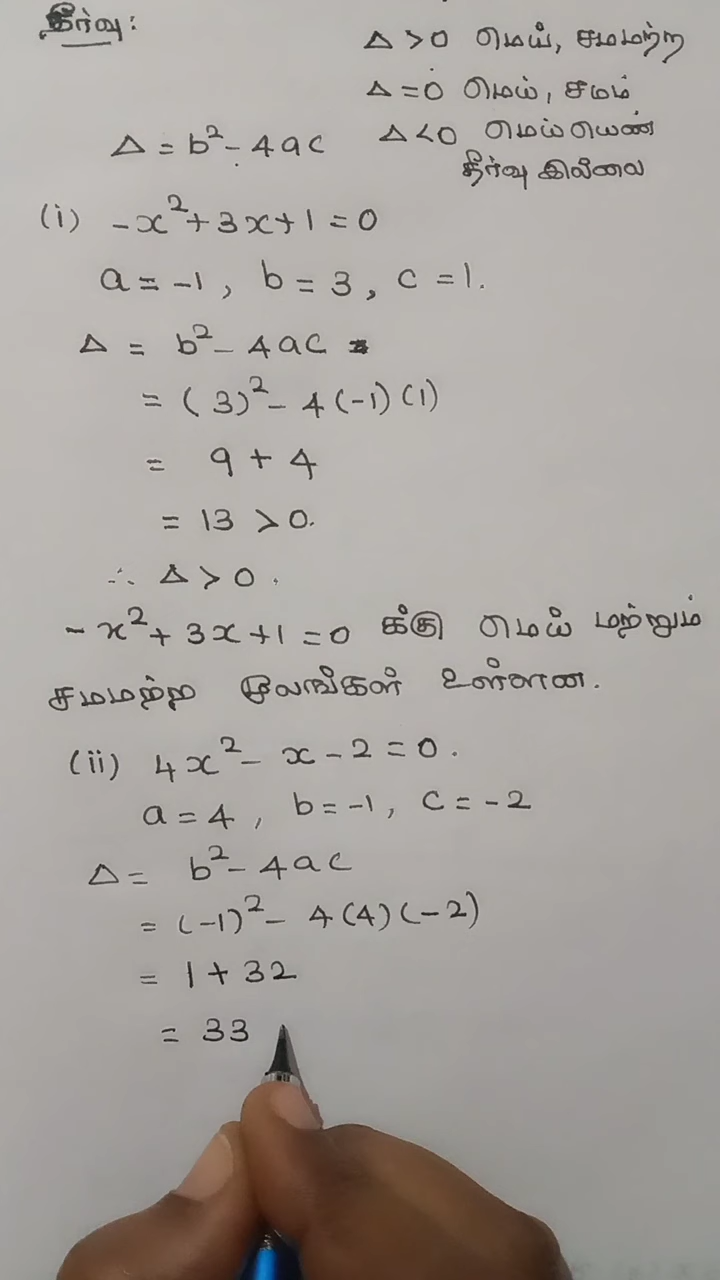 தீர்வு:
Δ > 0 மெய், சமமற்ற
Δ = 0 மெய், சமம்
Δ = b² - 4ac
Δ < 0 மெய்யெண்
தீர்வு இல்லை
(i) -x² + 3x + 1 = 0
a = -1, b = 3, c = 1.
Δ = b² - 4ac
= (3)² - 4(-1)(1)
= 9 + 4
= 13 > 0.
∴ Δ > 0.
-x² + 3x + 1 = 0 க்கு மெய் மற்றும்
சமமற்ற மூலங்கள் உள்ளன.
(ii) 4x² - x - 2 = 0.
a = 4, b = -1, c = -2
Δ = b² - 4ac
= (-1)² - 4(4)(-2)
= 1 + 32
= 33